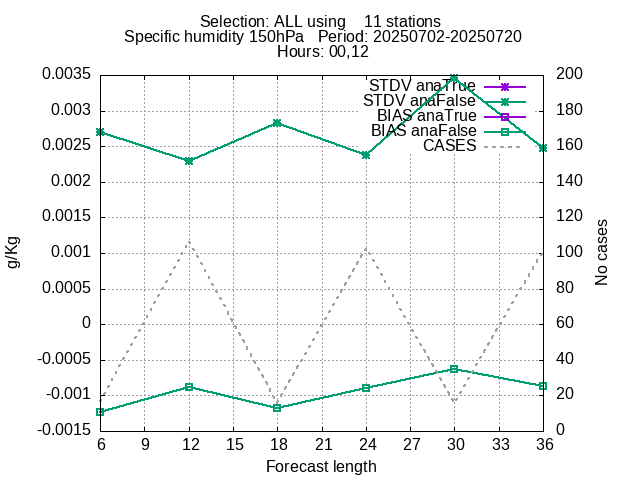 Selection: ALL using    11 stations
Specific humidity 150hPa   Period: 20250702-20250720
Hours: 00,12
STDV anaTrue
STDV anaFalse
BIAS anaTrue
BIAS anaFalse
CASES
0.0035
0.003
0.0025
0.002
0.0015
0.001
0.0005
0
-0.0005
-0.001
-0.0015
g/Kg
200
180
160
140
120
100
80
60
40
20
0
No cases
6 9 12 15 18 21 24 27 30 33 36
Forecast length